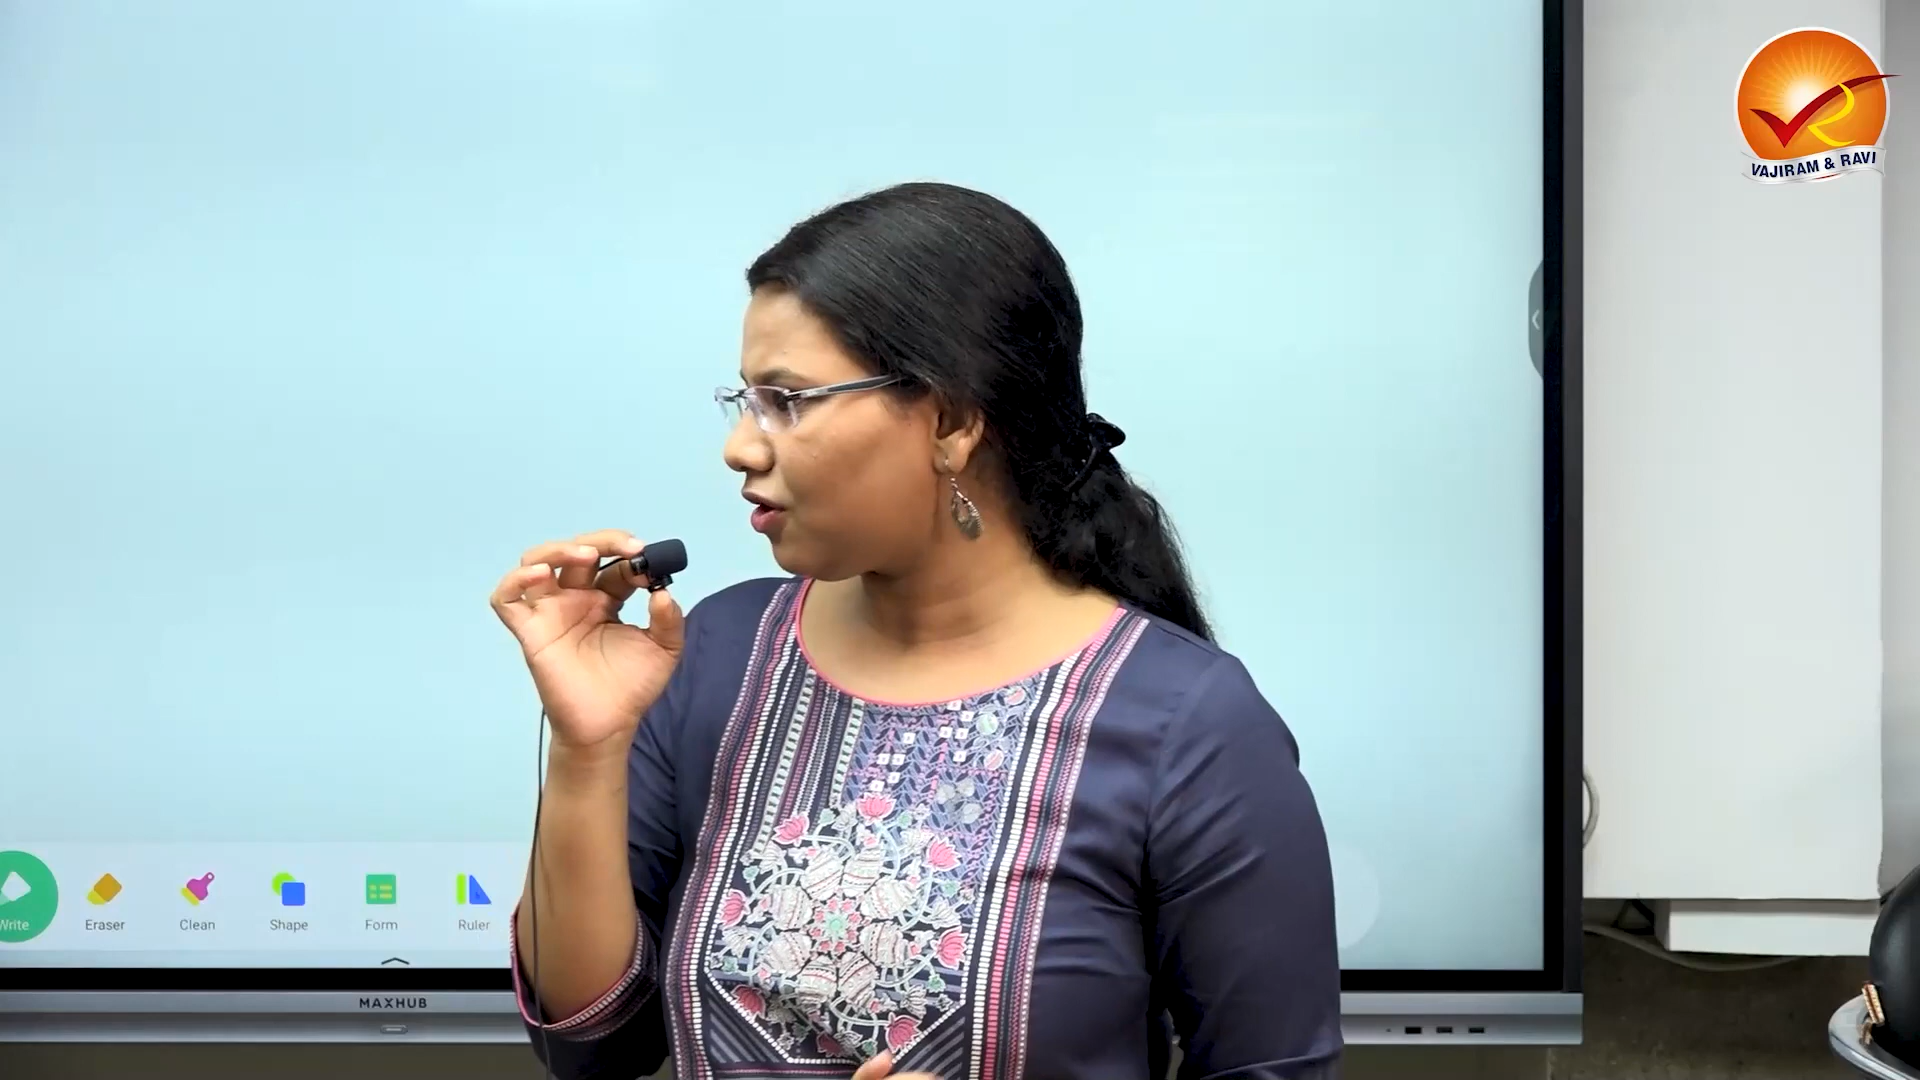 VAJIRAM & RAVI
Write
Eraser
Clean
Shape
Form
Ruler
MAXHUB